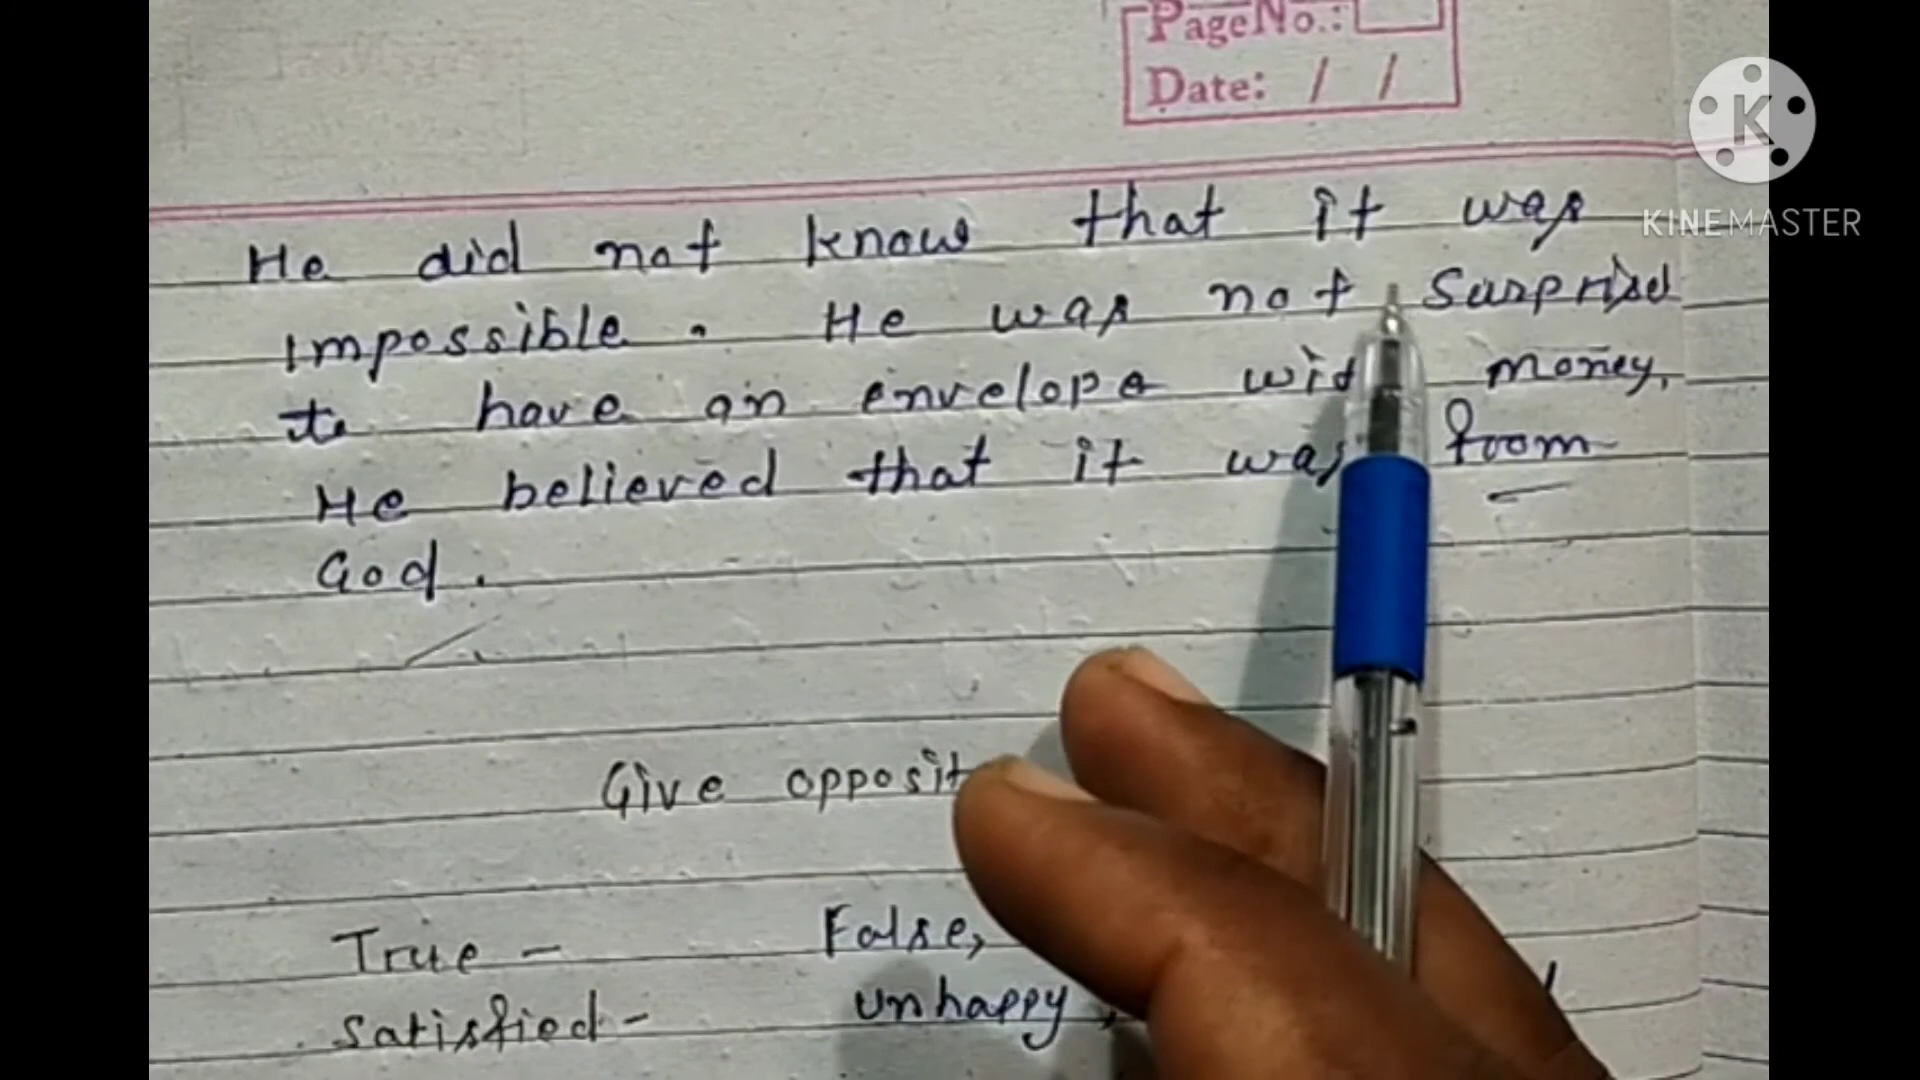 PageNo.:
Date: / /
K
KINEMASTER
He did not know that it was
impossible. He was not surprised
to have an envelope with money.
He believed that it was from
God.
Give opposit
True - False,
Satisfied - unhappy,